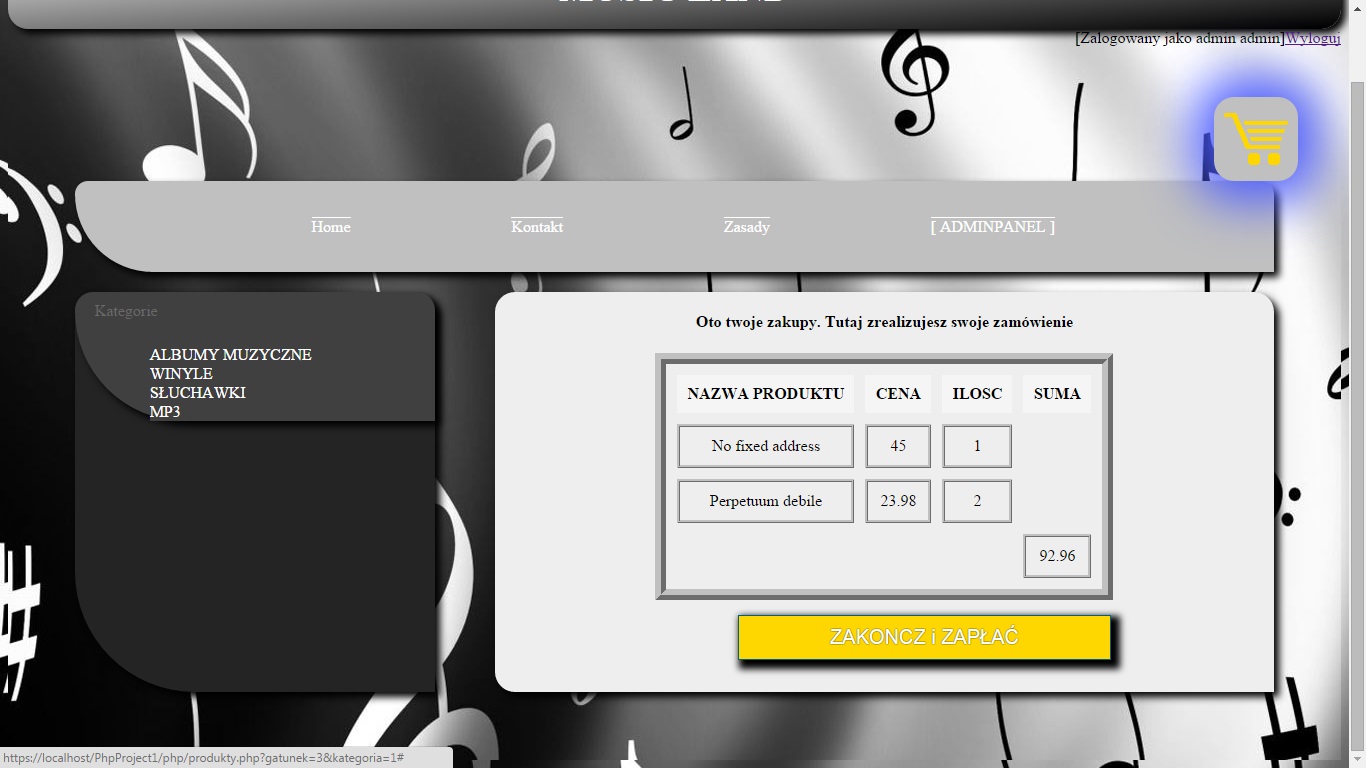 [Zalogowany jako admin admin]Wyloguj
Home Kontakt Zasady [ ADMINPANEL ]
Kategorie
ALBUMY MUZYCZNE
WINYLE
SŁUCHAWKI
MP3
Oto twoje zakupy. Tutaj zrealizujesz swoje zamówienie
NAZWA PRODUKTU CENA ILOSC SUMA
No fixed address 45 1
Perpetuum debile 23.98 2
92.96
ZAKONCZ i ZAPŁAĆ
https://localhost/PhpProject1/php/produkty.php?gatunek=3&kategoria=1#